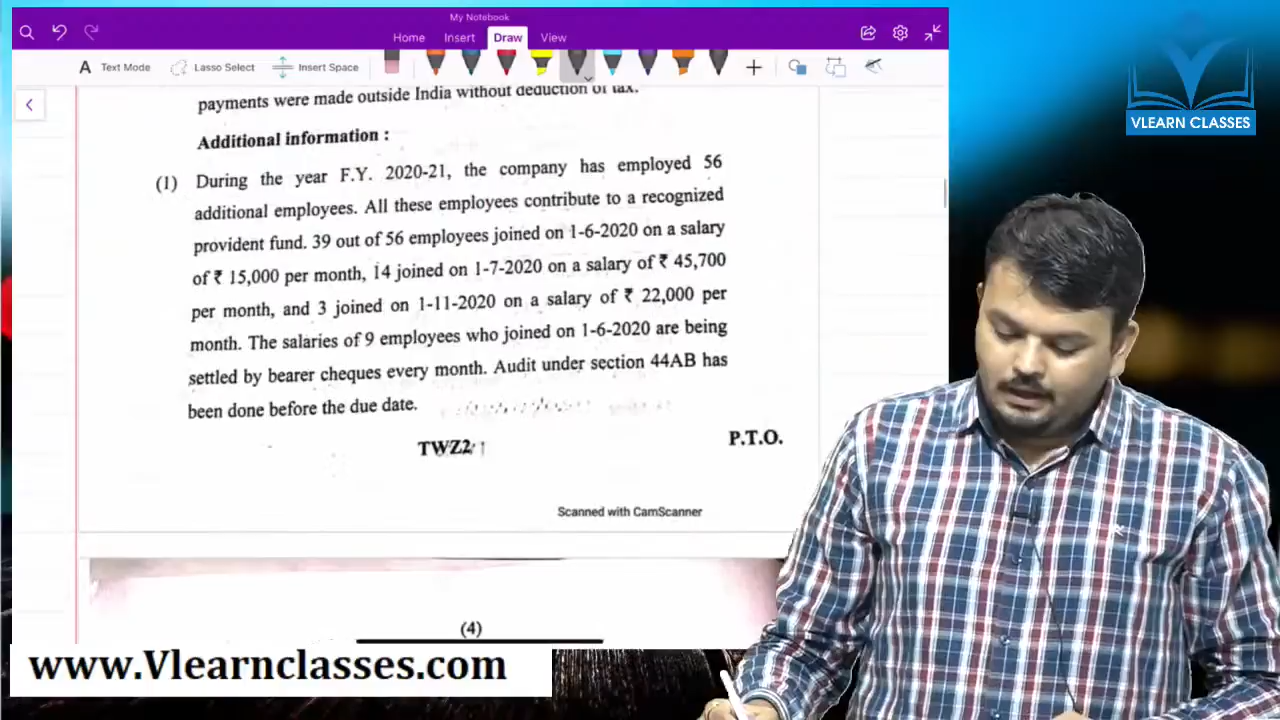 My Notebook
Home Insert Draw View
A Text Mode Lasso Select Insert Space
VLEARN CLASSES
payments were made outside India without deduction of tax.
Additional information :
(1) During the year F.Y. 2020-21, the company has employed 56
additional employees. All these employees contribute to a recognized
provident fund. 39 out of 56 employees joined on 1-6-2020 on a salary
of ₹ 15,000 per month, 14 joined on 1-7-2020 on a salary of ₹ 45,700
per month, and 3 joined on 1-11-2020 on a salary of ₹ 22,000 per
month. The salaries of 9 employees who joined on 1-6-2020 are being
settled by bearer cheques every month. Audit under section 44AB has
been done before the due date.
TWZ2 P.T.O.
Scanned with CamScanner
(4)
www.Vlearnclasses.com